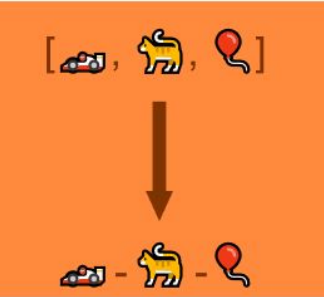 [🏎️, 🐈, 🎈]
🏎️ - 🐈 - 🎈